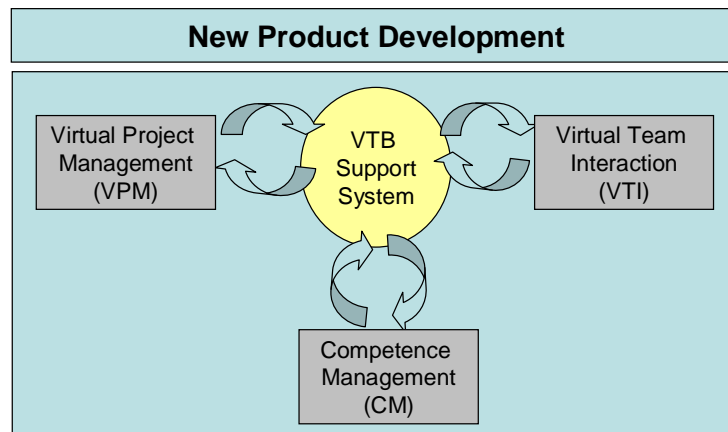 New Product Development
Virtual Project
Management
(VPM)
VTB
Support
System
Virtual Team
Interaction
(VTI)
Competence
Management
(CM)